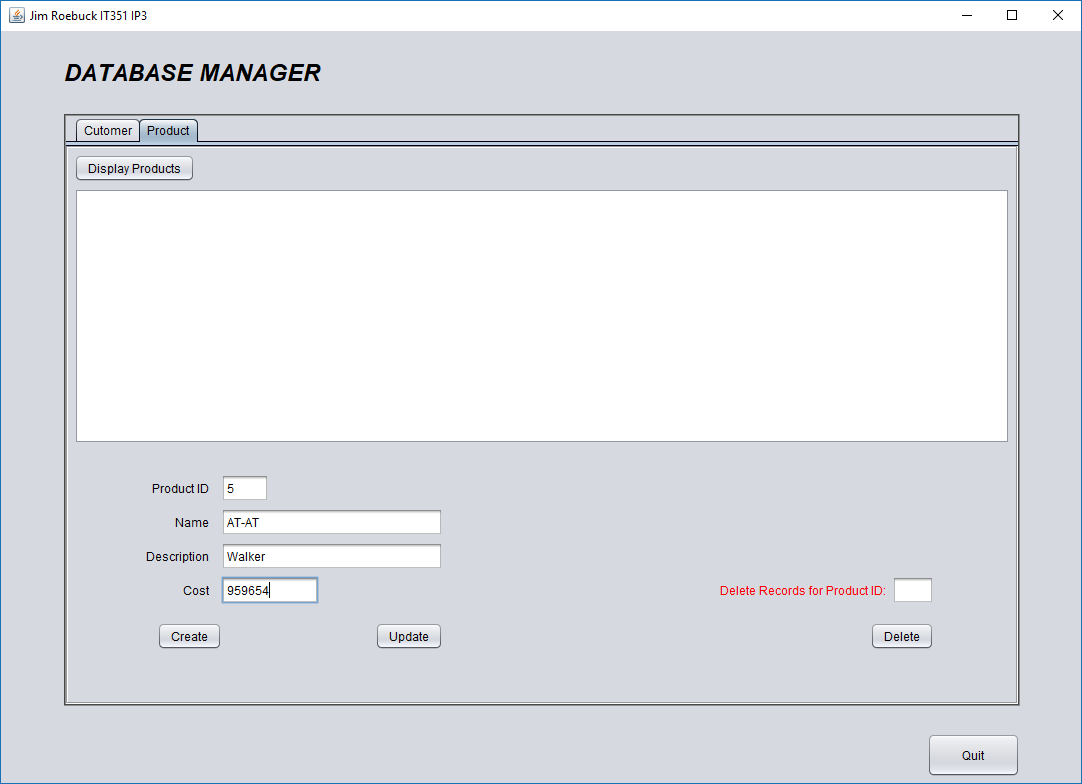 Jim Roebuck IT351 IP3
DATABASE MANAGER
Cutomer Product
Display Products
Product ID 5
Name AT-AT
Description Walker
Cost 959654 Delete Records for Product ID:
Create Update Delete
Quit